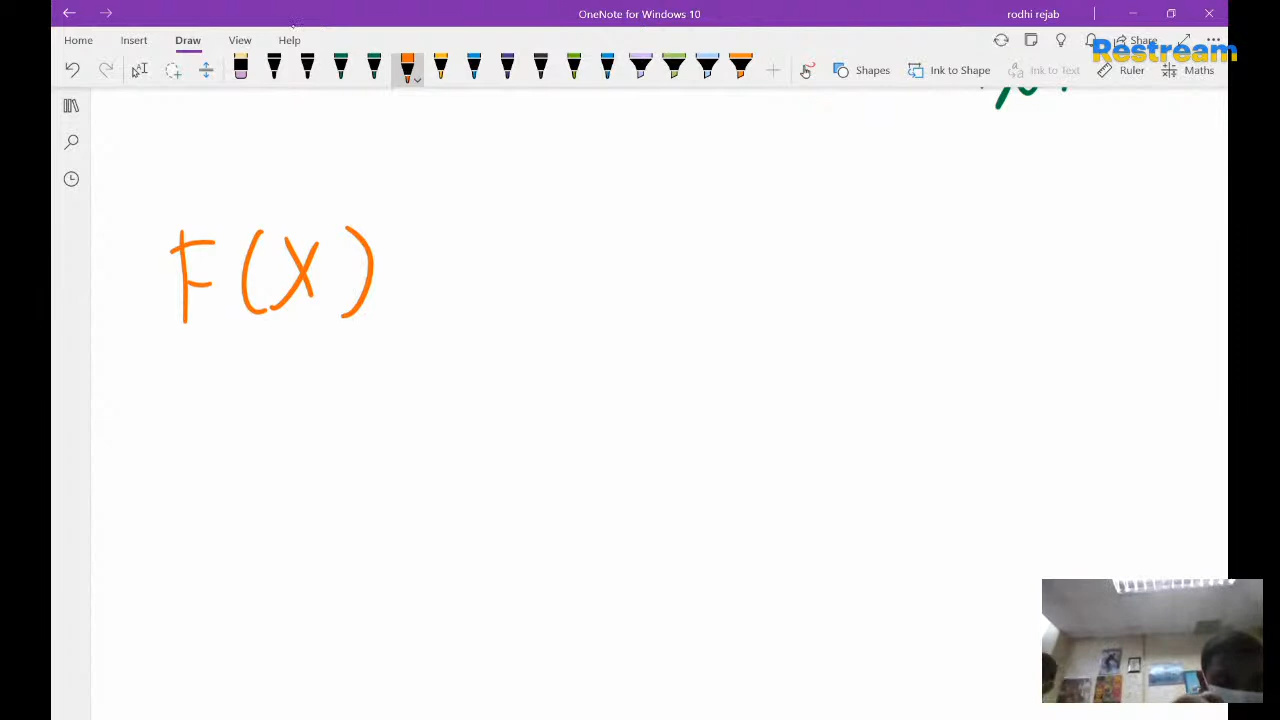 OneNote for Windows 10
rodhi rejab
Home Insert Draw View Help
Share
Restream
Shapes Ink to Shape Ink to Text Ruler Maths
F(X)